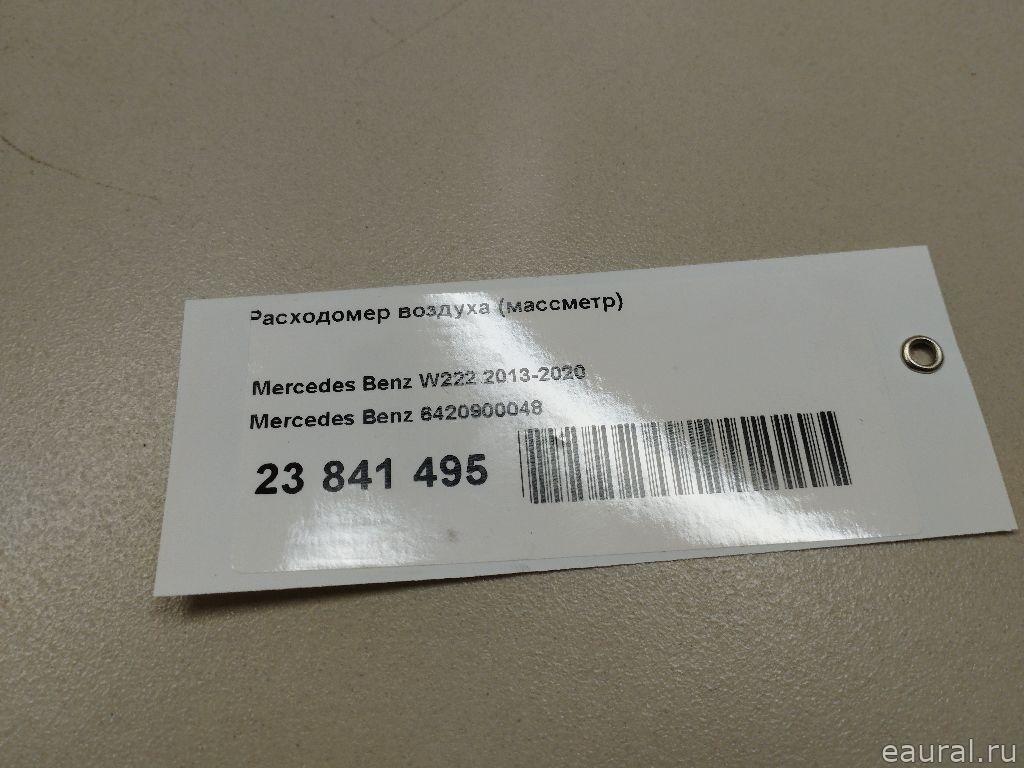 Расходомер воздуха (массметр)
Mercedes Benz W222 2013-2020
Mercedes Benz 6420900048
23 841 495
eaural.ru